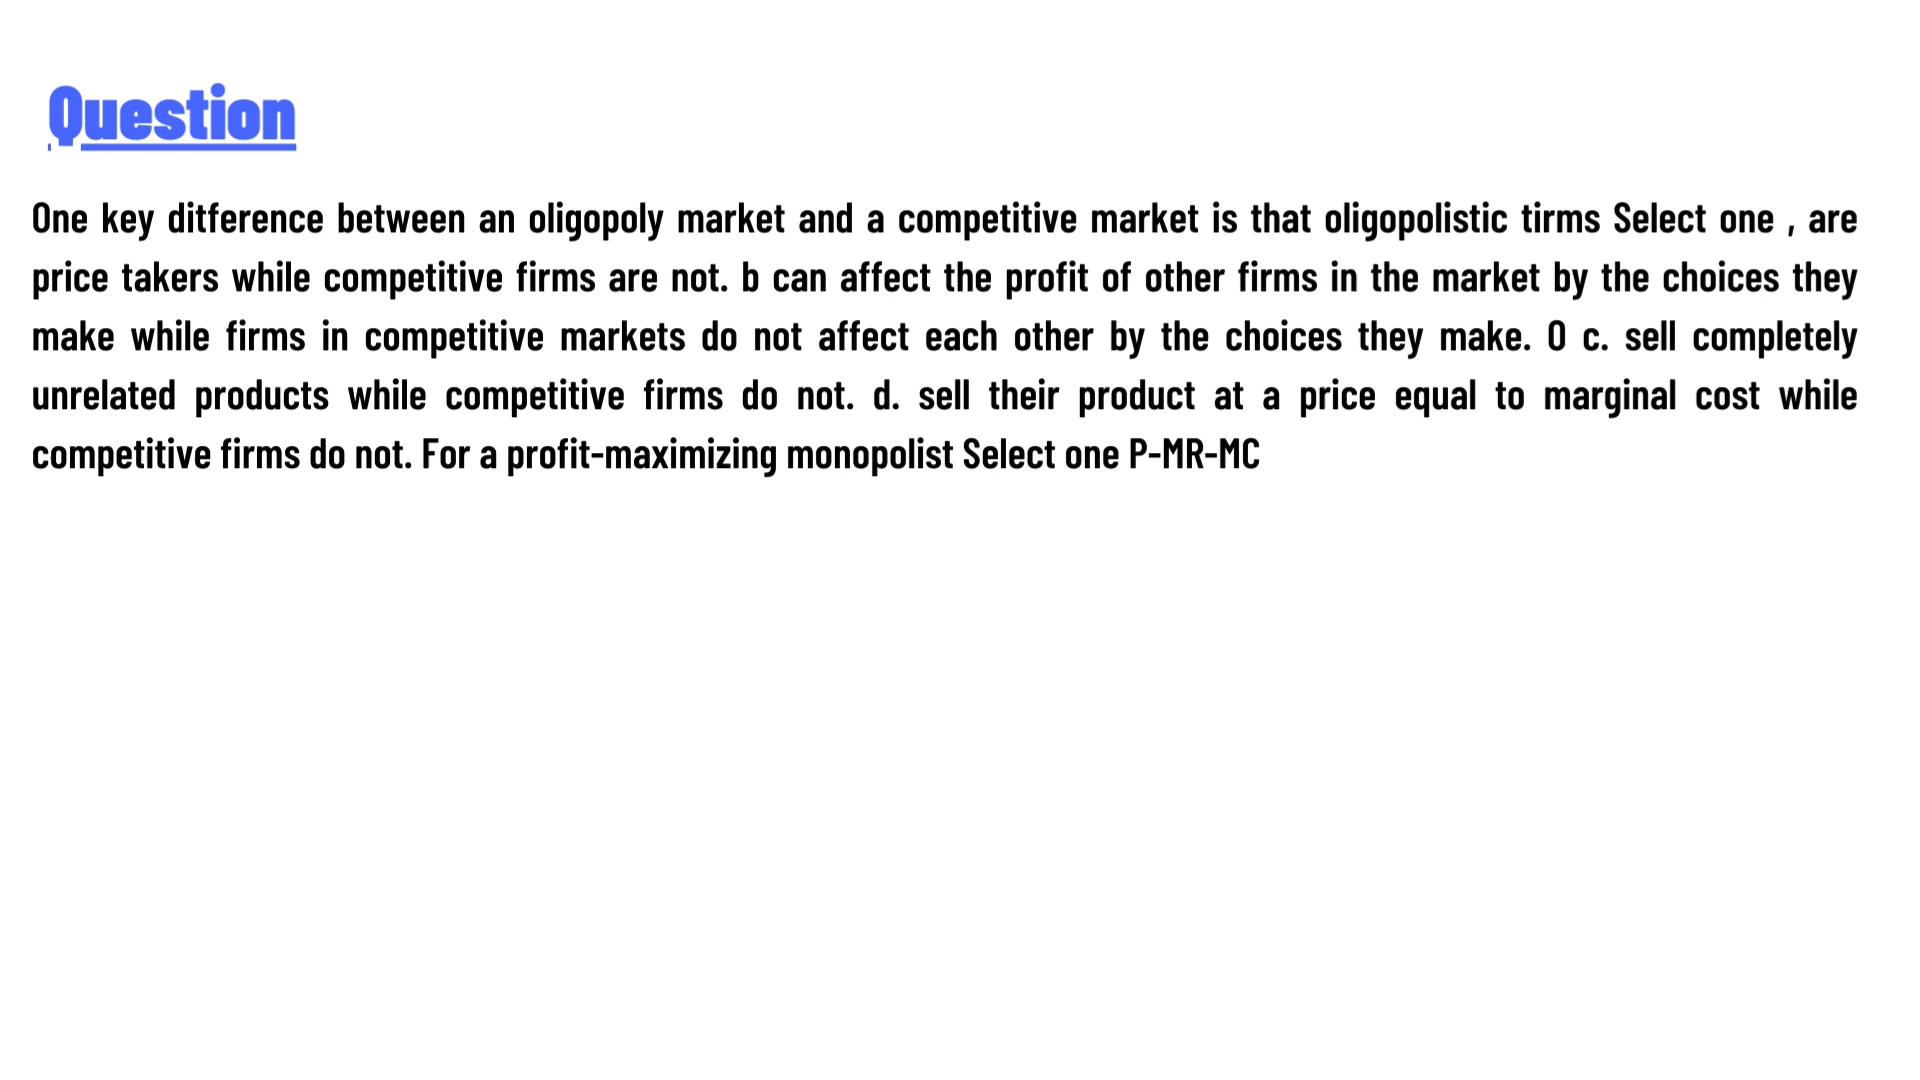 Question
One key ditference between an oligopoly market and a competitive market is that oligopolistic tirms Select one , are
price takers while competitive firms are not. b can affect the profit of other firms in the market by the choices they
make while firms in competitive markets do not affect each other by the choices they make. O c. sell completely
unrelated products while competitive firms do not. d. sell their product at a price equal to marginal cost while
competitive firms do not. For a profit-maximizing monopolist Select one P-MR-MC